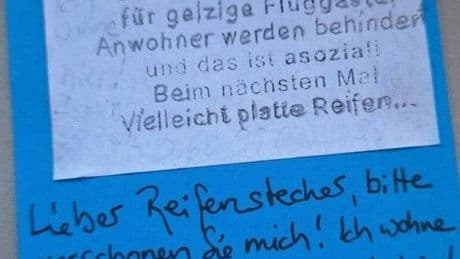 für geizige Fluggäste,
Anwohner werden behindert
und das ist asozial!
Beim nächsten Mal
Vielleicht platte Reifen...
Lieber Reifenstecher, bitte
verschonen Sie mich! Ich wohne